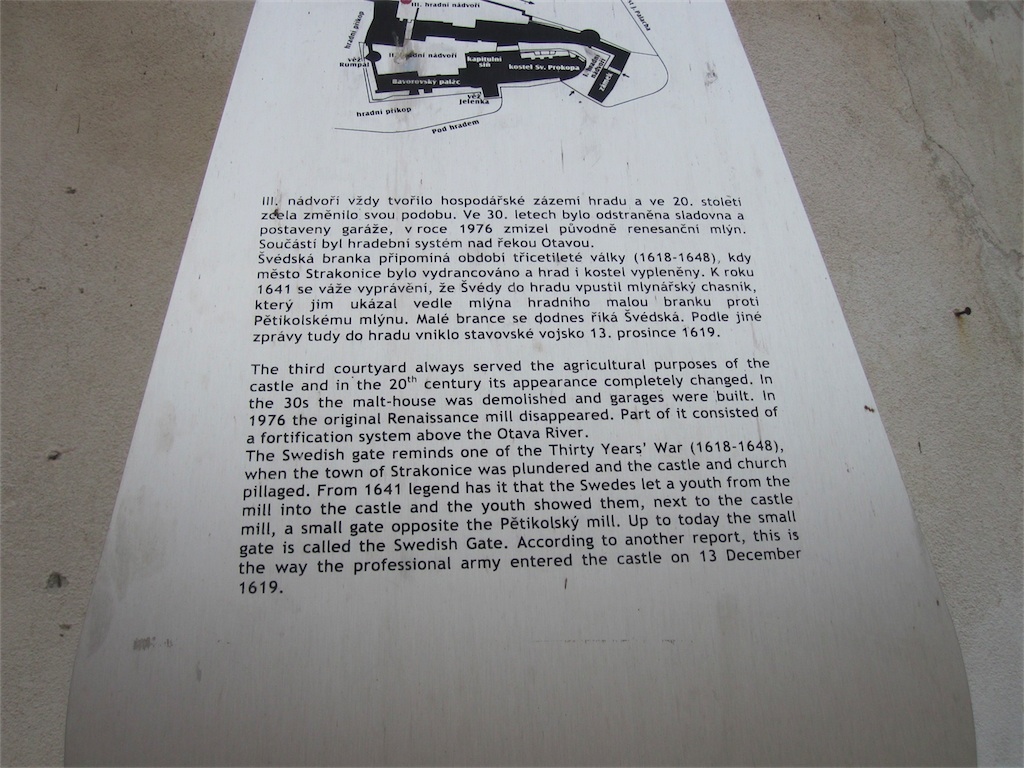 III. hradní nádvoří
hradní příkop
věž
Rumpál
hradní nádvoří
kapitulní
síň
kostel Sv. Prokopa
I. hradní
nádvoří
zámek
Bavorovský palác
věž
Jelenka
hradní příkop
Pod hradem
III. nádvoří vždy tvořilo hospodářské zázemí hradu a ve 20. století
zcela změnilo svou podobu. Ve 30. letech bylo odstraněna sladovna a
postaveny garáže, v roce 1976 zmizel původně renesanční mlýn.
Součástí byl hradební systém nad řekou Otavou.
Švédská branka připomíná období třicetileté války (1618-1648), kdy
město Strakonice bylo vydrancováno a hrad i kostel vypleněny. K roku
1641 se váže vyprávění, že Švédy do hradu vpustil mlynářský chasník,
který jim ukázal vedle mlýna hradního malou branku proti
Pětikolskému mlýnu. Malé brance se dodnes říká Švédská. Podle jiné
zprávy tudy do hradu vniklo stavovské vojsko 13. prosince 1619.
The third courtyard always served the agricultural purposes of the
castle and in the 20th century its appearance completely changed. In
the 30s the malt-house was demolished and garages were built. In
1976 the original Renaissance mill disappeared. Part of it consisted of
a fortification system above the Otava River.
The Swedish gate reminds one of the Thirty Years' War (1618-1648),
when the town of Strakonice was plundered and the castle and church
pillaged. From 1641 legend has it that the Swedes let a youth from the
mill into the castle and the youth showed them, next to the castle
mill, a small gate opposite the Pětikolský mill. Up to today the small
gate is called the Swedish Gate. According to another report, this is
the way the professional army entered the castle on 13 December
1619.